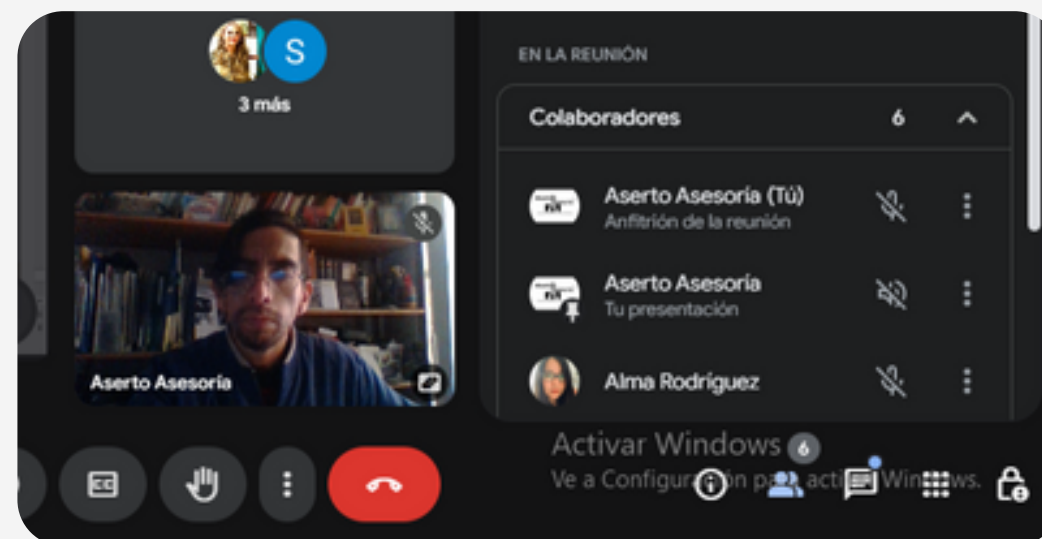 S
3 más
Aserto Asesoría
EN LA REUNIÓN
Colaboradores 6
Aserto Asesoría (Tú)
Anfitrión de la reunión
Aserto Asesoría
Tu presentación
Alma Rodríguez
CC
Activar Windows 6
Ve a Configuración para activar Windows.